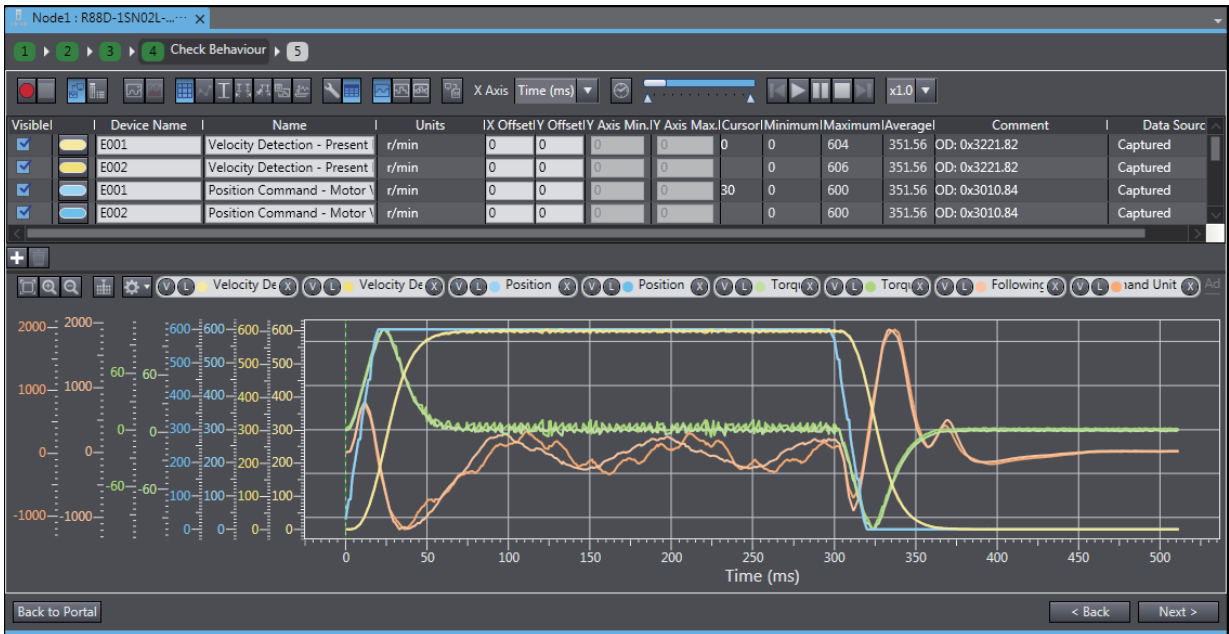 Node1 : R88D-1SN02L-...··· X
1 2 3 4 Check Behaviour 5
X Axis Time (ms) x1.0
Visible Device Name Name Units X Offset Y Offset Y Axis Min. Y Axis Max. Cursor Minimum Maximum Average Comment Data Sourc
E001 Velocity Detection - Present r/min 0 0 0 0 0 0 604 351.56 OD: 0x3221.82 Captured
E002 Velocity Detection - Present r/min 0 0 0 0 0 606 351.56 OD: 0x3221.82 Captured
E001 Position Command - Motor V r/min 0 0 0 0 30 0 600 351.56 OD: 0x3010.84 Captured
E002 Position Command - Motor V r/min 0 0 0 0 0 600 351.56 OD: 0x3010.84 Captured
V L Velocity De X V L Velocity De X V L Position X V L Position X V L Torqu X V L Torqu X V L Following X V L and Unit X Ad
2000 2000 600 600 600 600
500 500 500 500
60 60
1000 1000 400 400 400 400
0 0 300 300 300 300
0 0 200 200 200 200
-60 -60 100 100 100 100
-1000 -1000 0 0 0 0
0 50 100 150 200 250 300 350 400 450 500
Time (ms)
Back to Portal < Back Next >